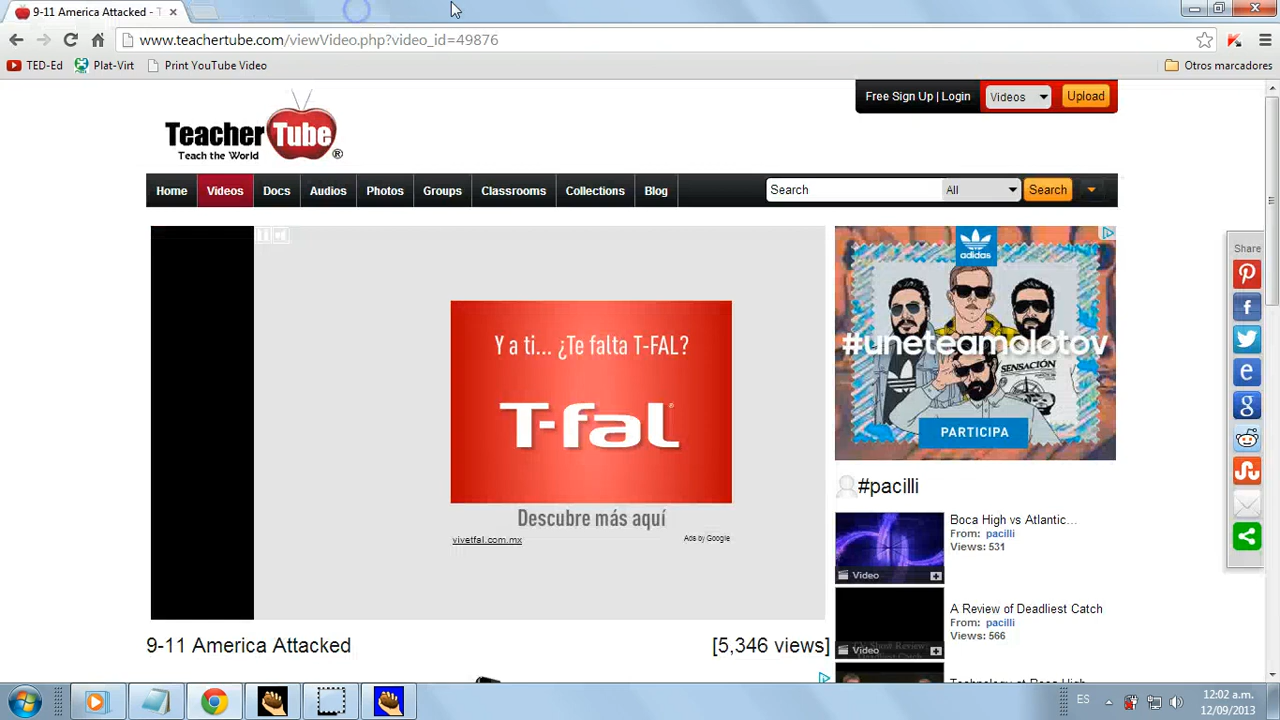 9-11 America Attacked - T
www.teachertube.com/viewVideo.php?video_id=49876
TED-Ed Plat-Virt Print YouTube Video Otros marcadores
Free Sign Up | Login Videos Upload
Teacher Tube ®
Teach the World
Home Videos Docs Audios Photos Groups Classrooms Collections Blog Search All Search
Y a ti... ¿Te falta T-FAL?
T-fal
Descubre más aquí
vivetfal.com.mx Ads by Google
adidas
#uneteamolotov
SENSACIÓN
PARTICIPA
Share
#pacilli
Boca High vs Atlantic...
From: pacilli
Views: 531
Video
A Review of Deadliest Catch
From: pacilli
Views: 566
Video
9-11 America Attacked [5,346 views]
ES 12:02 a.m.
12/09/2013